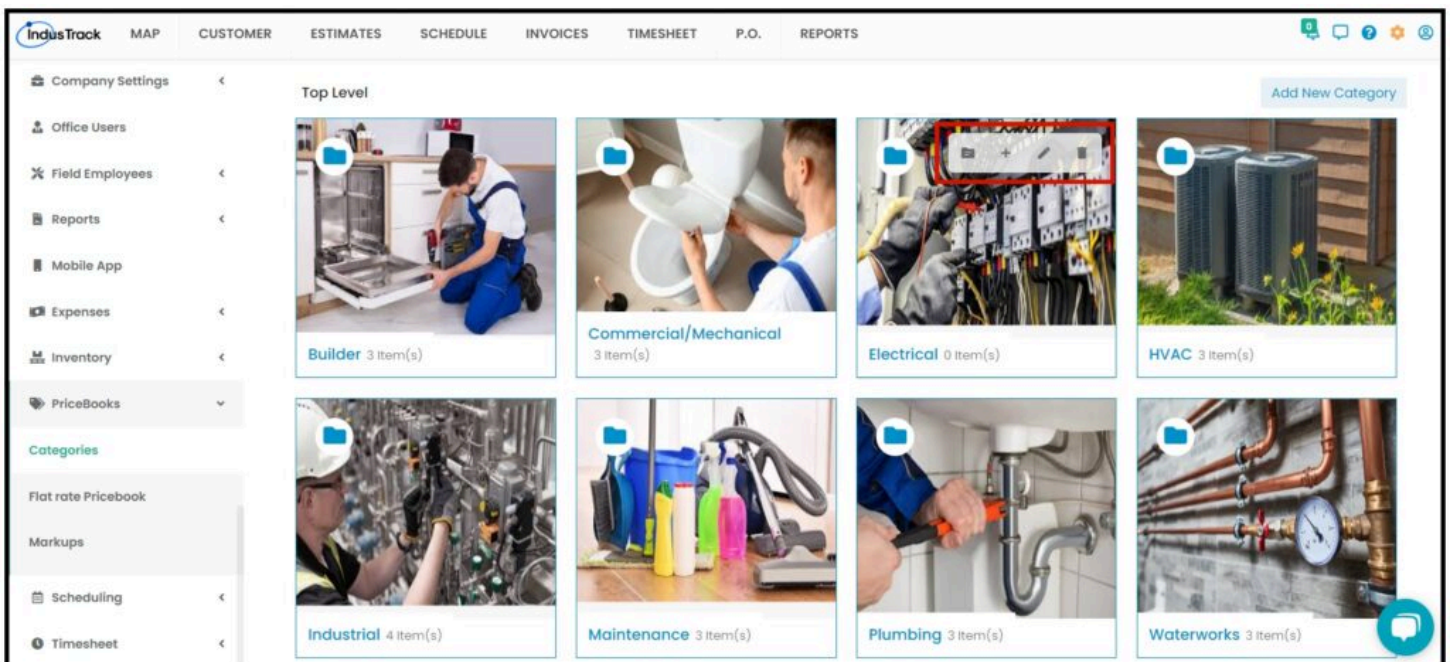 IndusTrack MAP CUSTOMER ESTIMATES SCHEDULE INVOICES TIMESHEET P.O. REPORTS 0
Company Settings
Office Users
Field Employees
Reports
Mobile App
Expenses
Inventory
PriceBooks
Categories
Flat rate Pricebook
Markups
Scheduling
Timesheet
Top Level
Add New Category
Builder 3 Item(s)
Commercial/Mechanical
3 Item(s)
Electrical 0 Item(s)
HVAC 3 Item(s)
Industrial 4 Item(s)
Maintenance 3 Item(s)
Plumbing 3 Item(s)
Waterworks 3 Item(s)